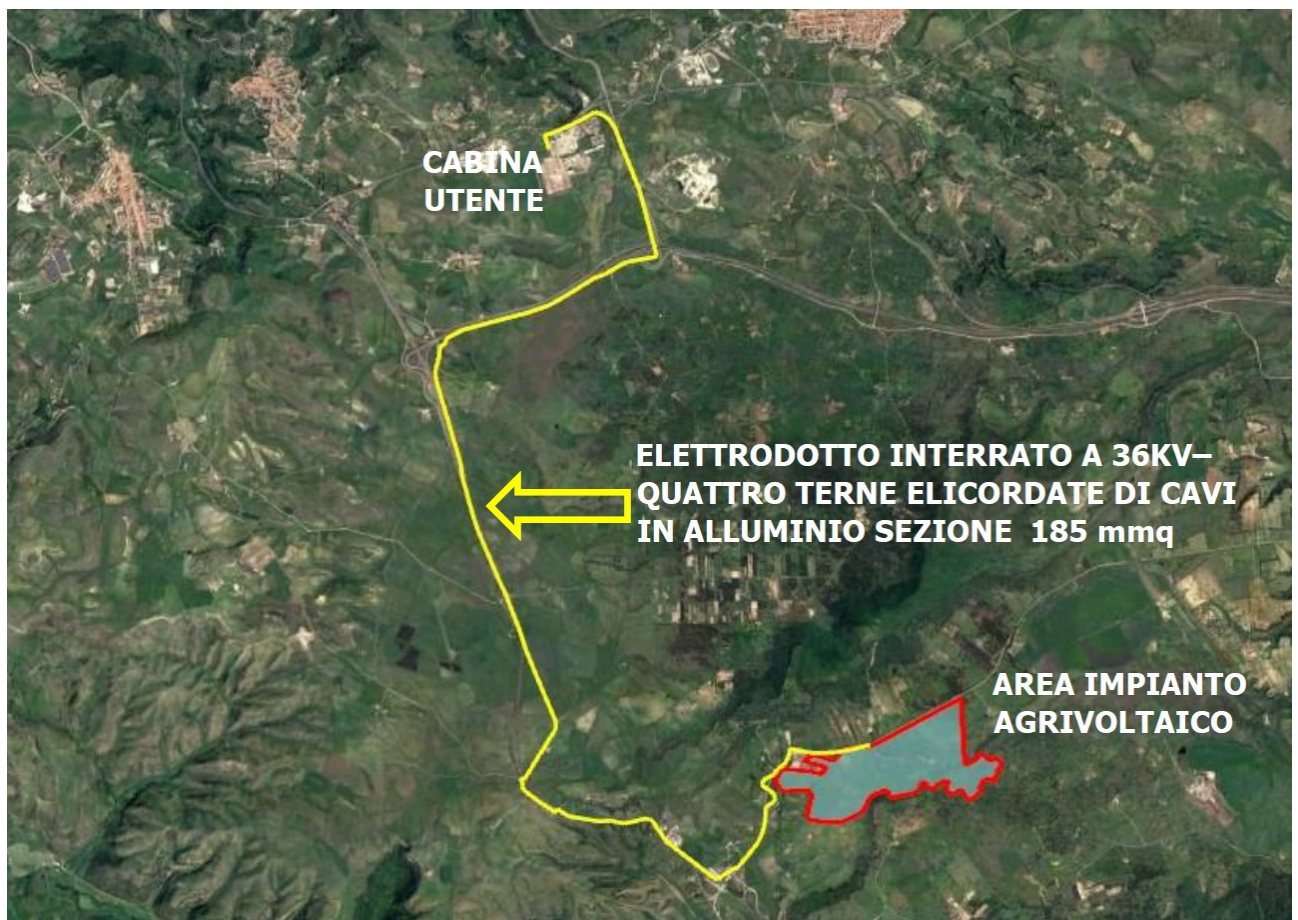 CABINA
UTENTE
ELETTRODOTTO INTERRATO A 36KV–
QUATTRO TERNE ELICORDATE DI CAVI
IN ALLUMINIO SEZIONE 185 mmq
AREA IMPIANTO
AGRIVOLTAICO